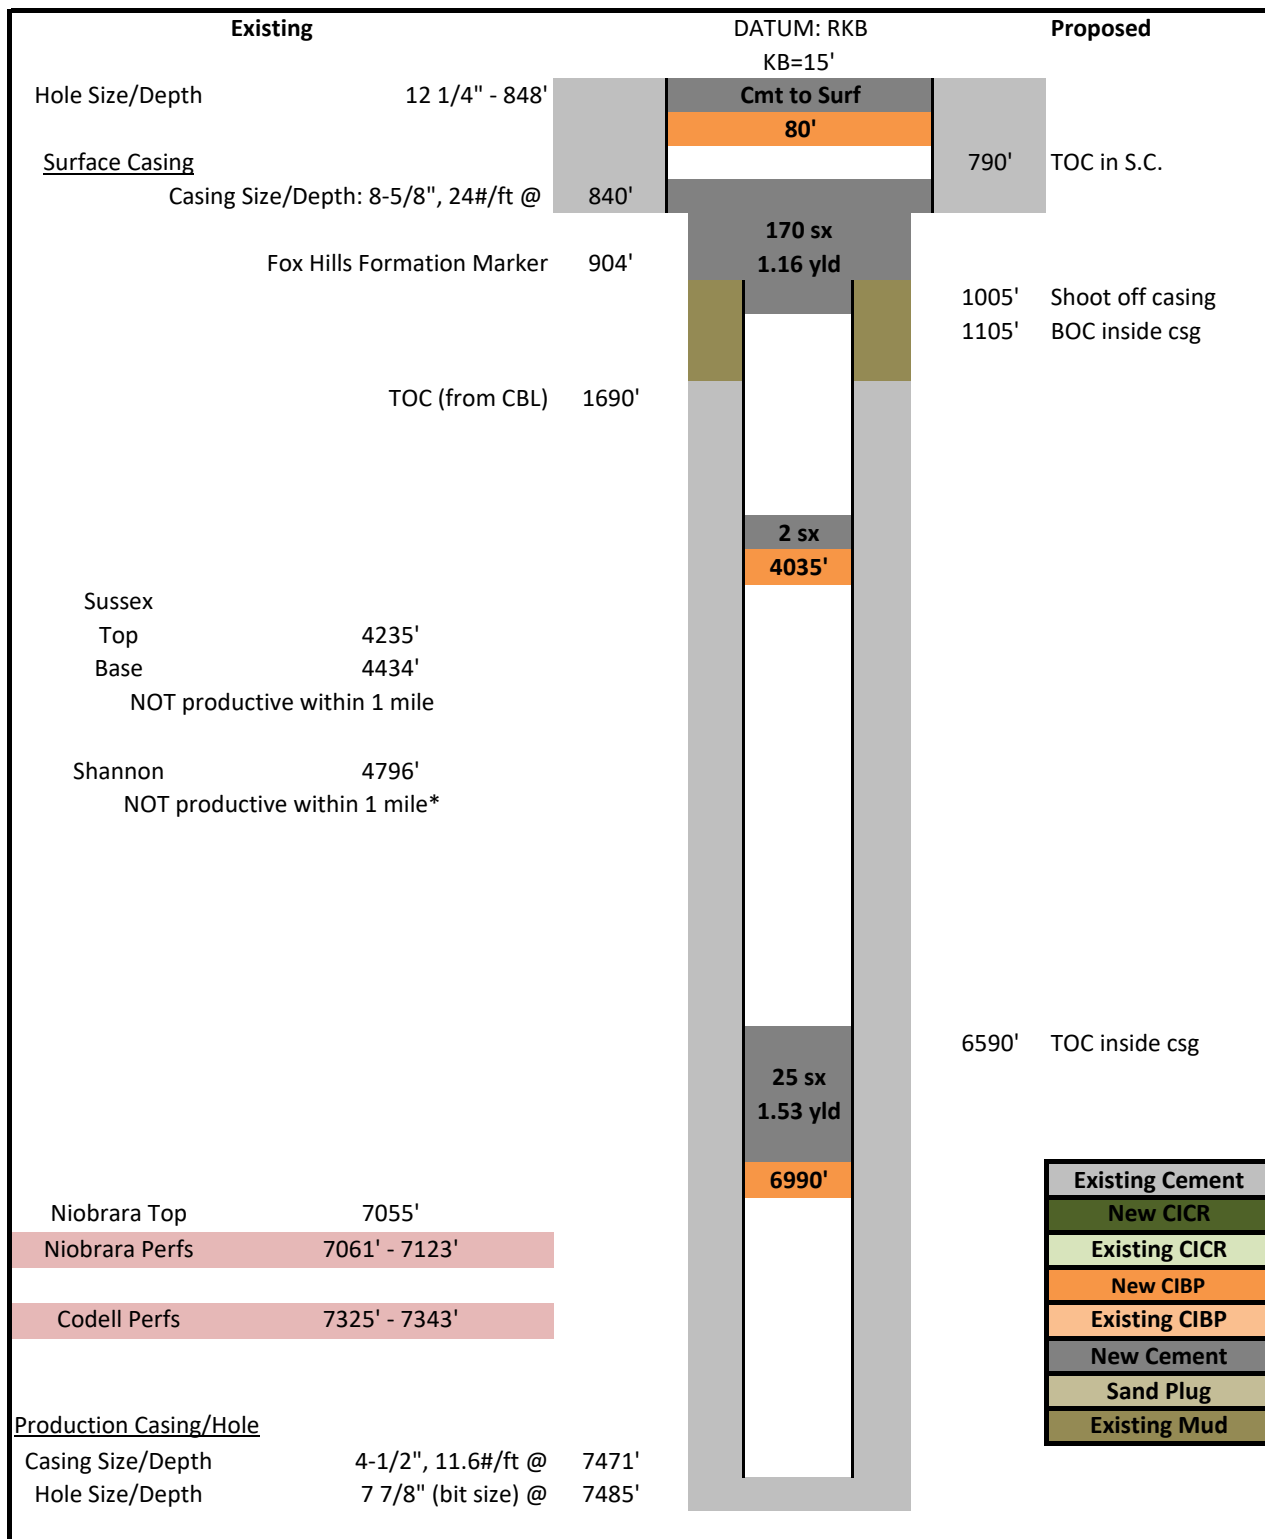 Existing DATUM: RKB Proposed
KB=15'
Hole Size/Depth 12 1/4" - 848' Cmt to Surf
80'
Surface Casing 790' TOC in S.C.
Casing Size/Depth: 8-5/8", 24#/ft @ 840'
170 sx
Fox Hills Formation Marker 904' 1.16 yld
1005' Shoot off casing
1105' BOC inside csg
TOC (from CBL) 1690'
2 sx
4035'
Sussex
Top 4235'
Base 4434'
NOT productive within 1 mile
Shannon 4796'
NOT productive within 1 mile*
6590' TOC inside csg
25 sx
1.53 yld
6990' Existing Cement
Niobrara Top 7055' New CICR
Niobrara Perfs 7061' - 7123' Existing CICR
New CIBP
Codell Perfs 7325' - 7343' Existing CIBP
New Cement
Sand Plug
Production Casing/Hole Existing Mud
Casing Size/Depth 4-1/2", 11.6#/ft @ 7471'
Hole Size/Depth 7 7/8" (bit size) @ 7485'